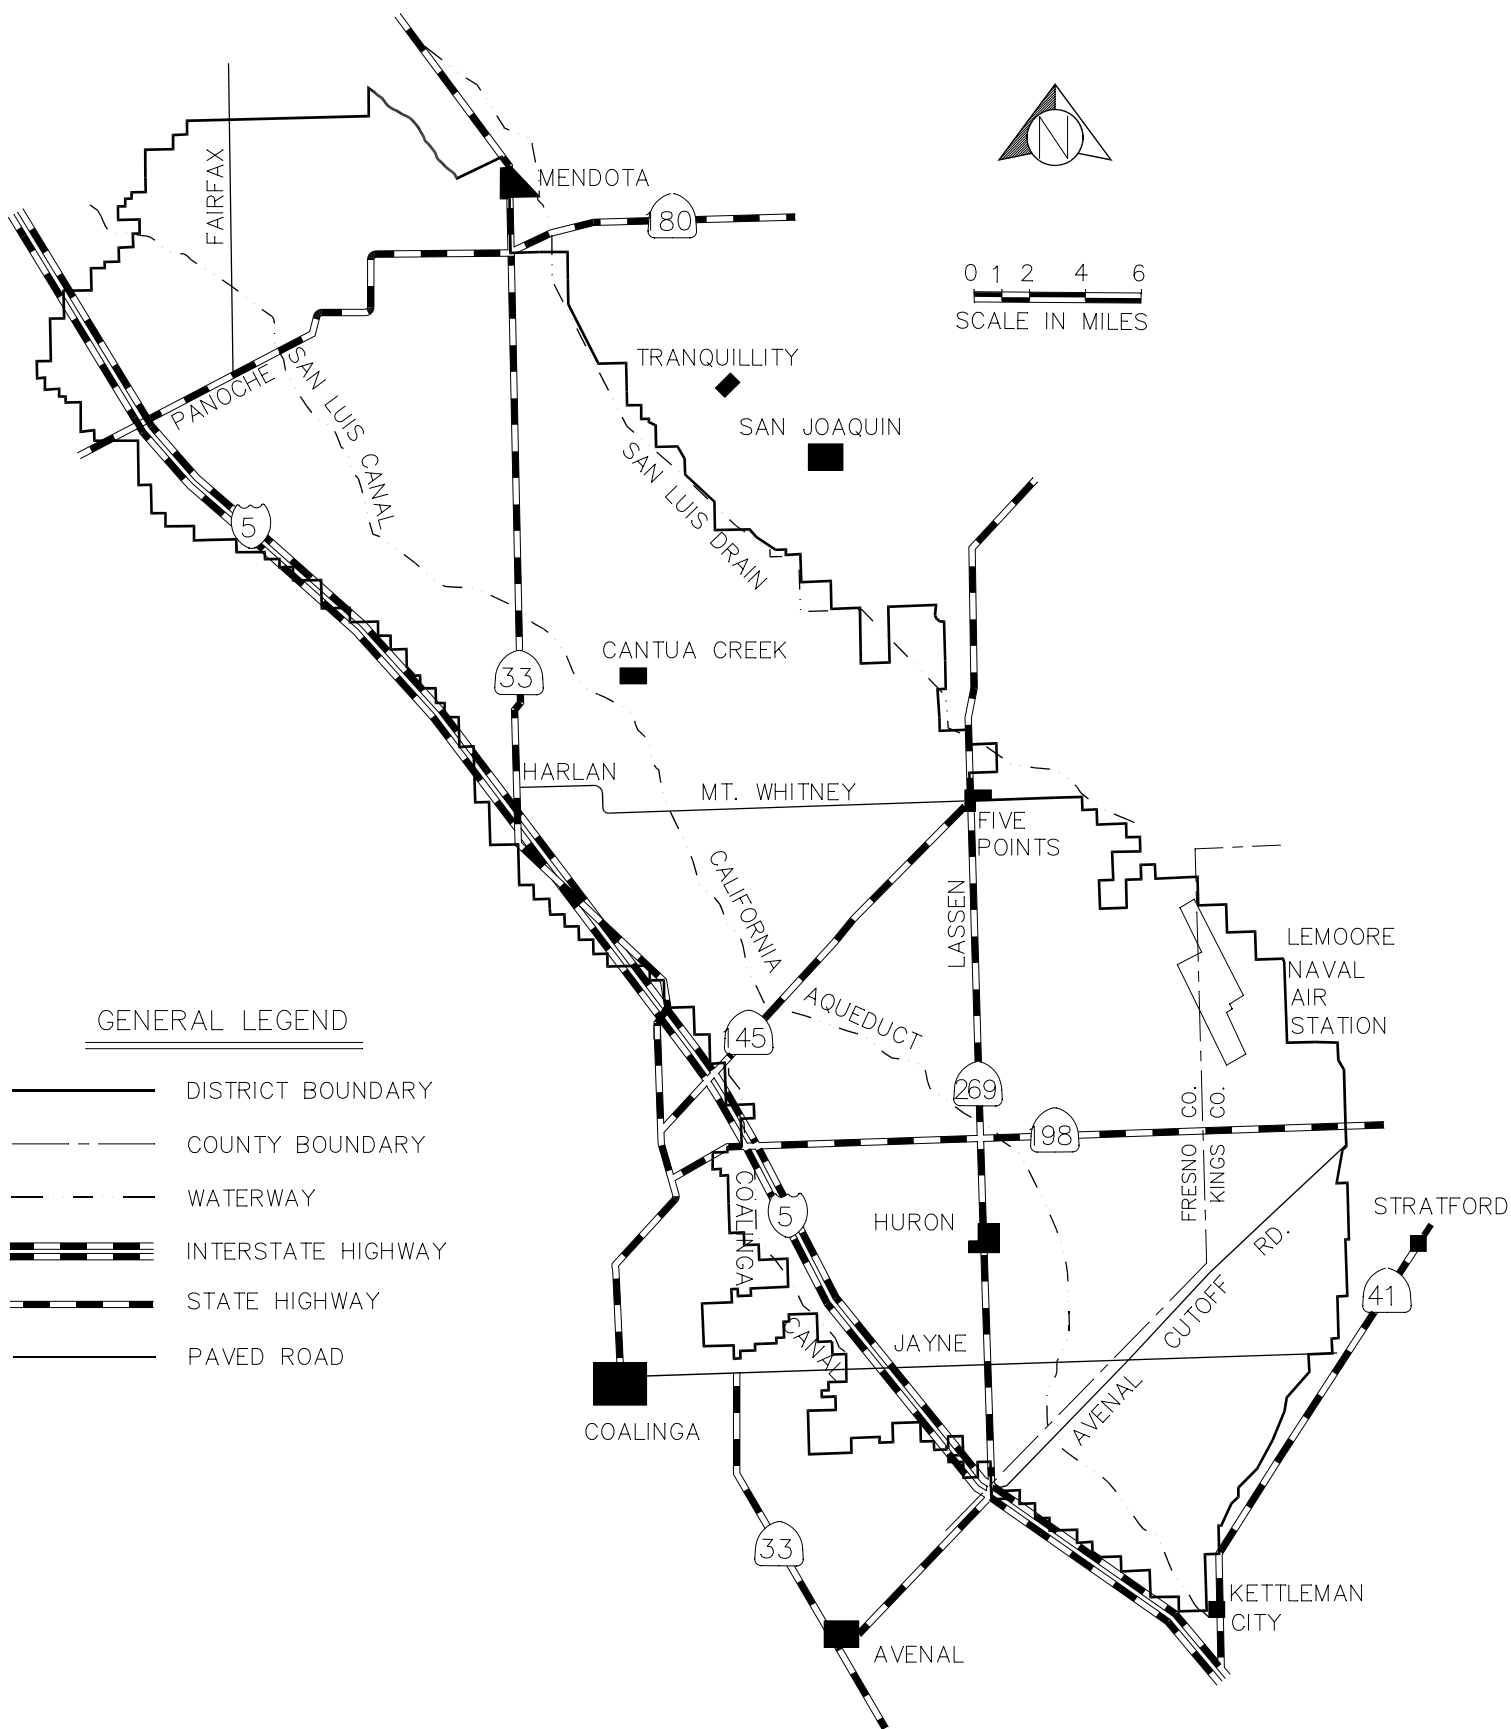 N
MENDOTA
FAIRFAX
180
0 1 2 4 6
SCALE IN MILES
TRANQUILLITY
PANOCHE
SAN LUIS CANAL
SAN JOAQUIN
SAN LUIS DRAIN
5
CANTUA CREEK
33
HARLAN
MT. WHITNEY
FIVE
POINTS
CALIFORNIA
AQUEDUCT
LASSEN
LEMOORE
NAVAL
AIR
STATION
GENERAL LEGEND
DISTRICT BOUNDARY
COUNTY BOUNDARY
WATERWAY
INTERSTATE HIGHWAY
STATE HIGHWAY
PAVED ROAD
145
269
198
FRESNO CO.
KINGS CO.
COALINGA
CANAL
5
HURON
STRATFORD
AVENAL CUTOFF RD.
41
JAYNE
COALINGA
33
AVENAL
KETTLEMAN
CITY